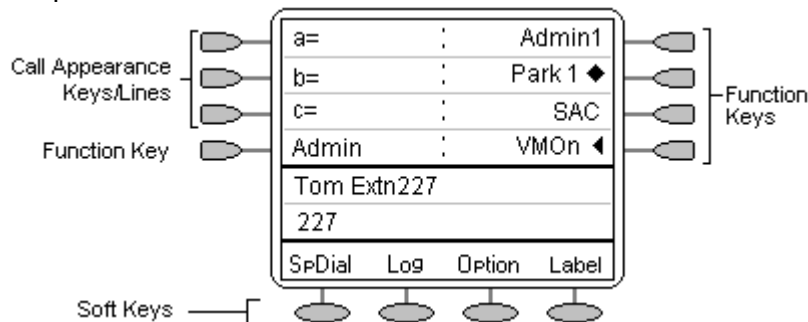 a= Admin1
Call Appearance Keys/Lines
b= Park 1 ◆
Function Keys
c= SAC
Function Key
Admin VMOn ◀
Tom Extn227
227
SpDial Log Option Label
Soft Keys